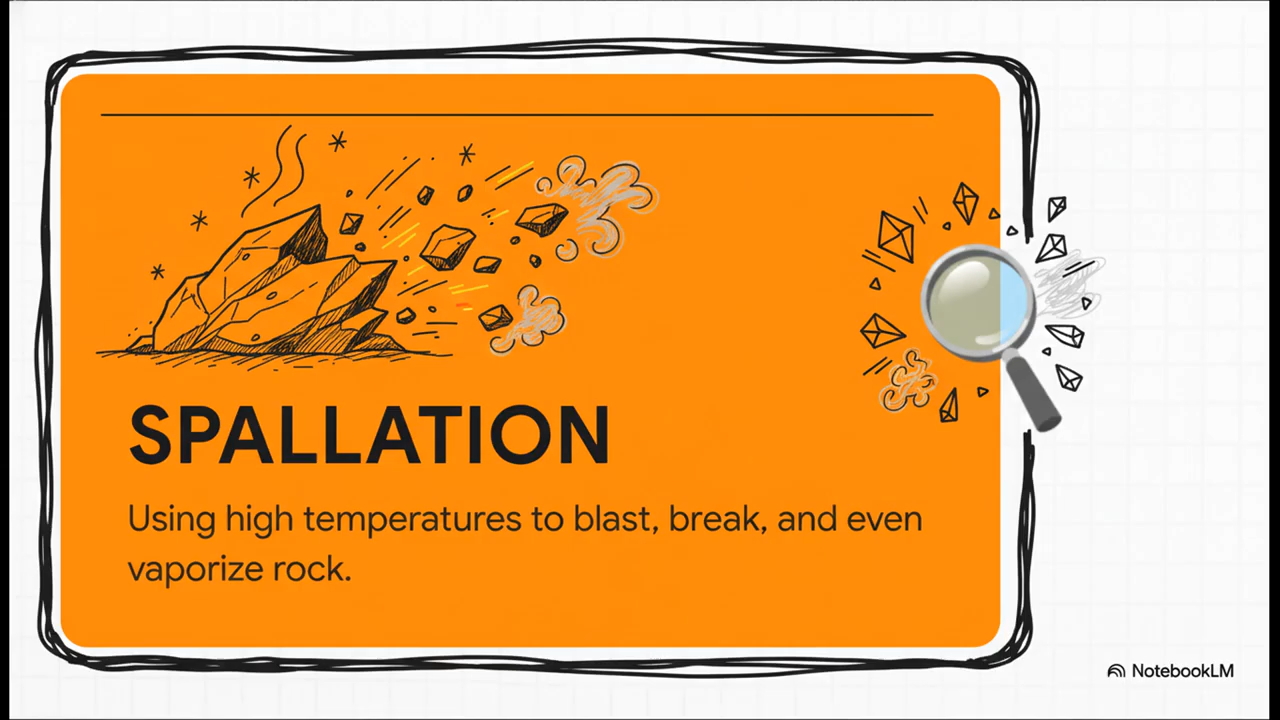 SPALLATION
Using high temperatures to blast, break, and even
vaporize rock.
NotebookLM